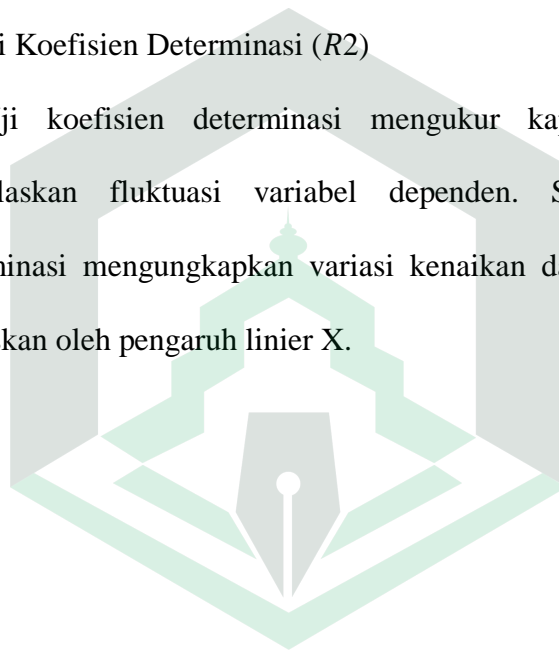 i Koefisien Determinasi (R2)
ji koefisien determinasi mengukur ka
laskan fluktuasi variabel dependen. S
inasi mengungkapkan variasi kenaikan da
kan oleh pengaruh linier X.